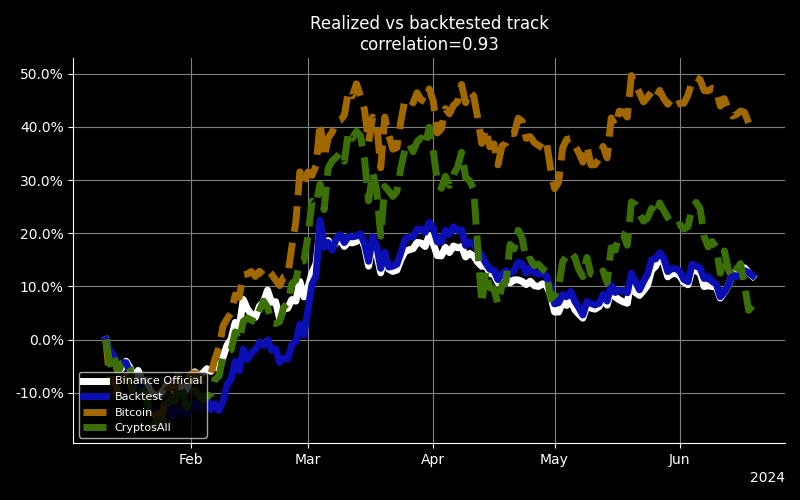 Realized vs backtested track
correlation=0.93
50.0%
40.0%
30.0%
20.0%
10.0%
0.0%
-10.0%
Binance Official
Backtest
Bitcoin
CryptosAll
Feb Mar Apr May Jun
2024